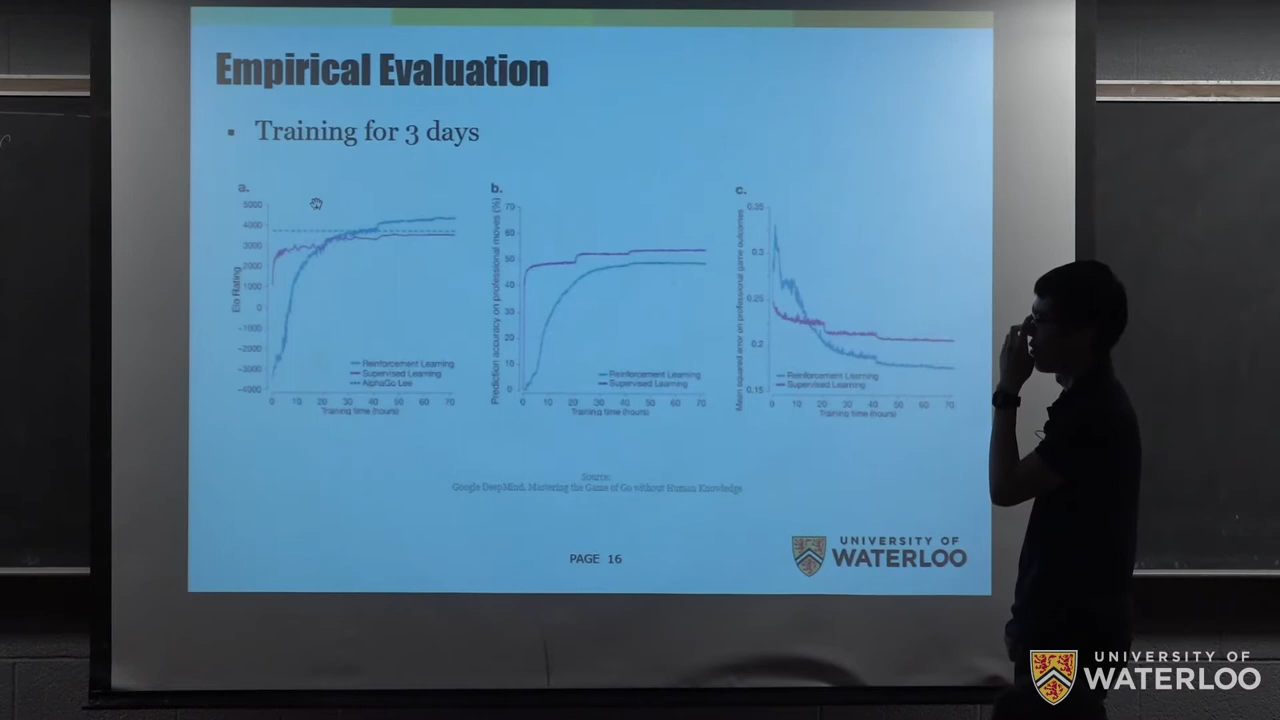 Empirical Evaluation
▪ Training for 3 days
a.
5000
4000
3000
2000
1000
0
-1000
-2000
-3000
-4000
Elo Rating
Reinforcement Learning
Supervised Learning
AlphaGo Lee
0 10 20 30 40 50 60 70
Training time (hours)
b.
70
60
50
40
30
20
10
0
Prediction accuracy on professional moves (%)
Reinforcement Learning
Supervised Learning
0 10 20 30 40 50 60 70
Training time (hours)
c.
0.35
0.3
0.25
0.2
0.15
Mean squared error on professional game outcomes
Reinforcement Learning
Supervised Learning
0 10 20 30 40 50 60 70
Training time (hours)
Source:
Google DeepMind, Mastering the Game of Go without Human Knowledge
PAGE 16
UNIVERSITY OF
WATERLOO
UNIVERSITY OF
WATERLOO